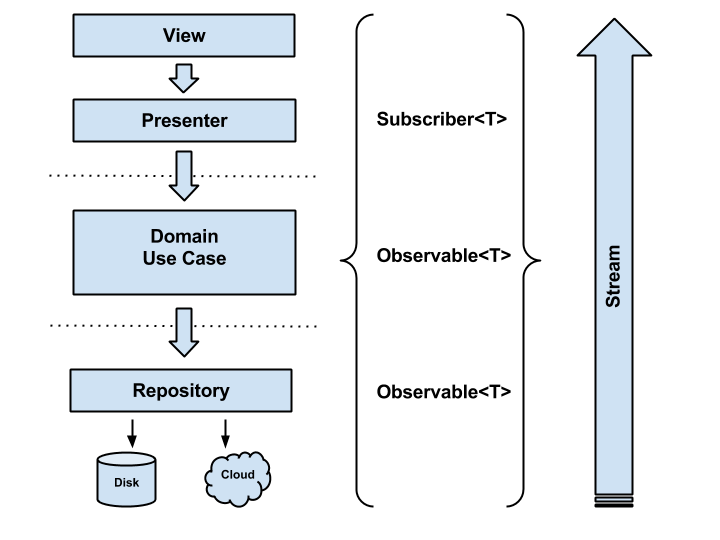 View
Presenter
Domain
Use Case
Repository
Disk
Cloud
Subscriber<T>
Observable<T>
Observable<T>
Stream